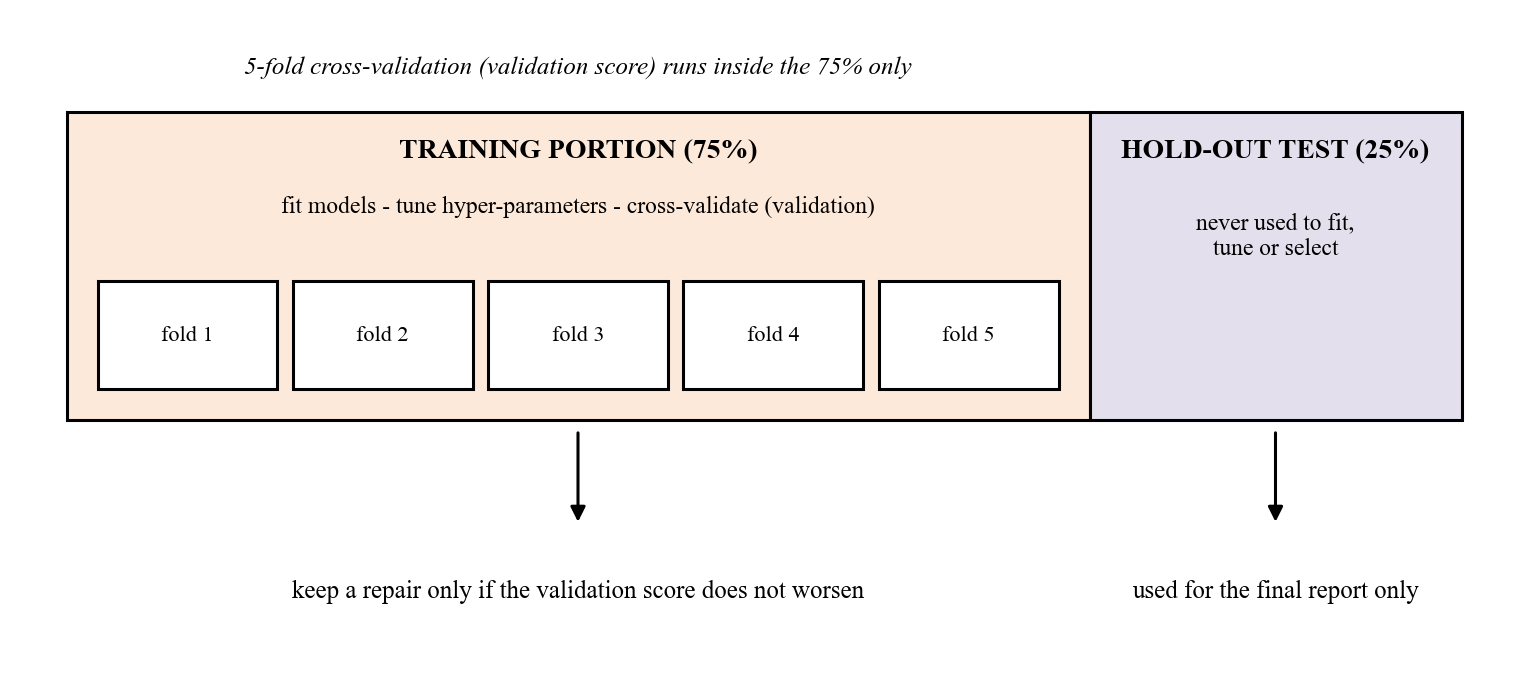 5-fold cross-validation (validation score) runs inside the 75% only
TRAINING PORTION (75%)
fit models - tune hyper-parameters - cross-validate (validation)
fold 1
fold 2
fold 3
fold 4
fold 5
HOLD-OUT TEST (25%)
never used to fit,
tune or select
keep a repair only if the validation score does not worsen
used for the final report only